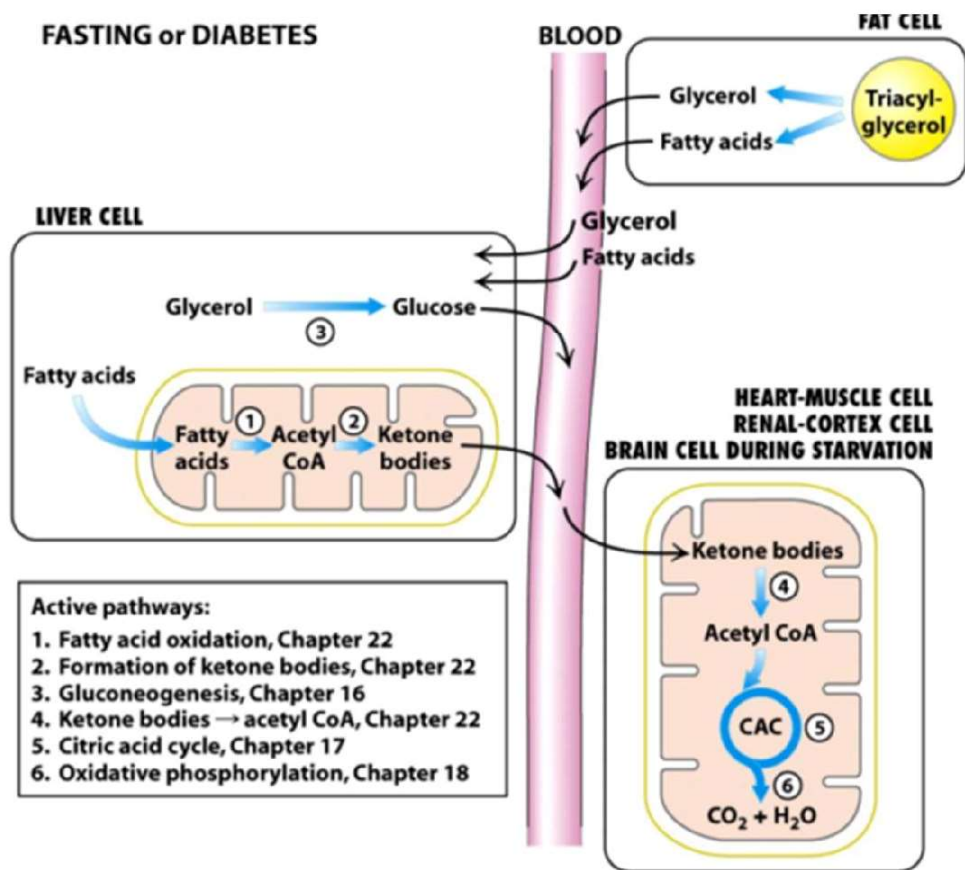 FASTING or DIABETES
BLOOD
FAT CELL
Glycerol
Fatty acids
Triacyl-
glycerol
Glycerol
Fatty acids
LIVER CELL
Glycerol
Glucose
3
Fatty acids
1
2
Fatty
acids
Acetyl
CoA
Ketone
bodies
HEART-MUSCLE CELL
RENAL-CORTEX CELL
BRAIN CELL DURING STARVATION
Ketone bodies
4
Acetyl CoA
CAC
5
6
CO₂ + H₂O
Active pathways:
1. Fatty acid oxidation, Chapter 22
2. Formation of ketone bodies, Chapter 22
3. Gluconeogenesis, Chapter 16
4. Ketone bodies → acetyl CoA, Chapter 22
5. Citric acid cycle, Chapter 17
6. Oxidative phosphorylation, Chapter 18